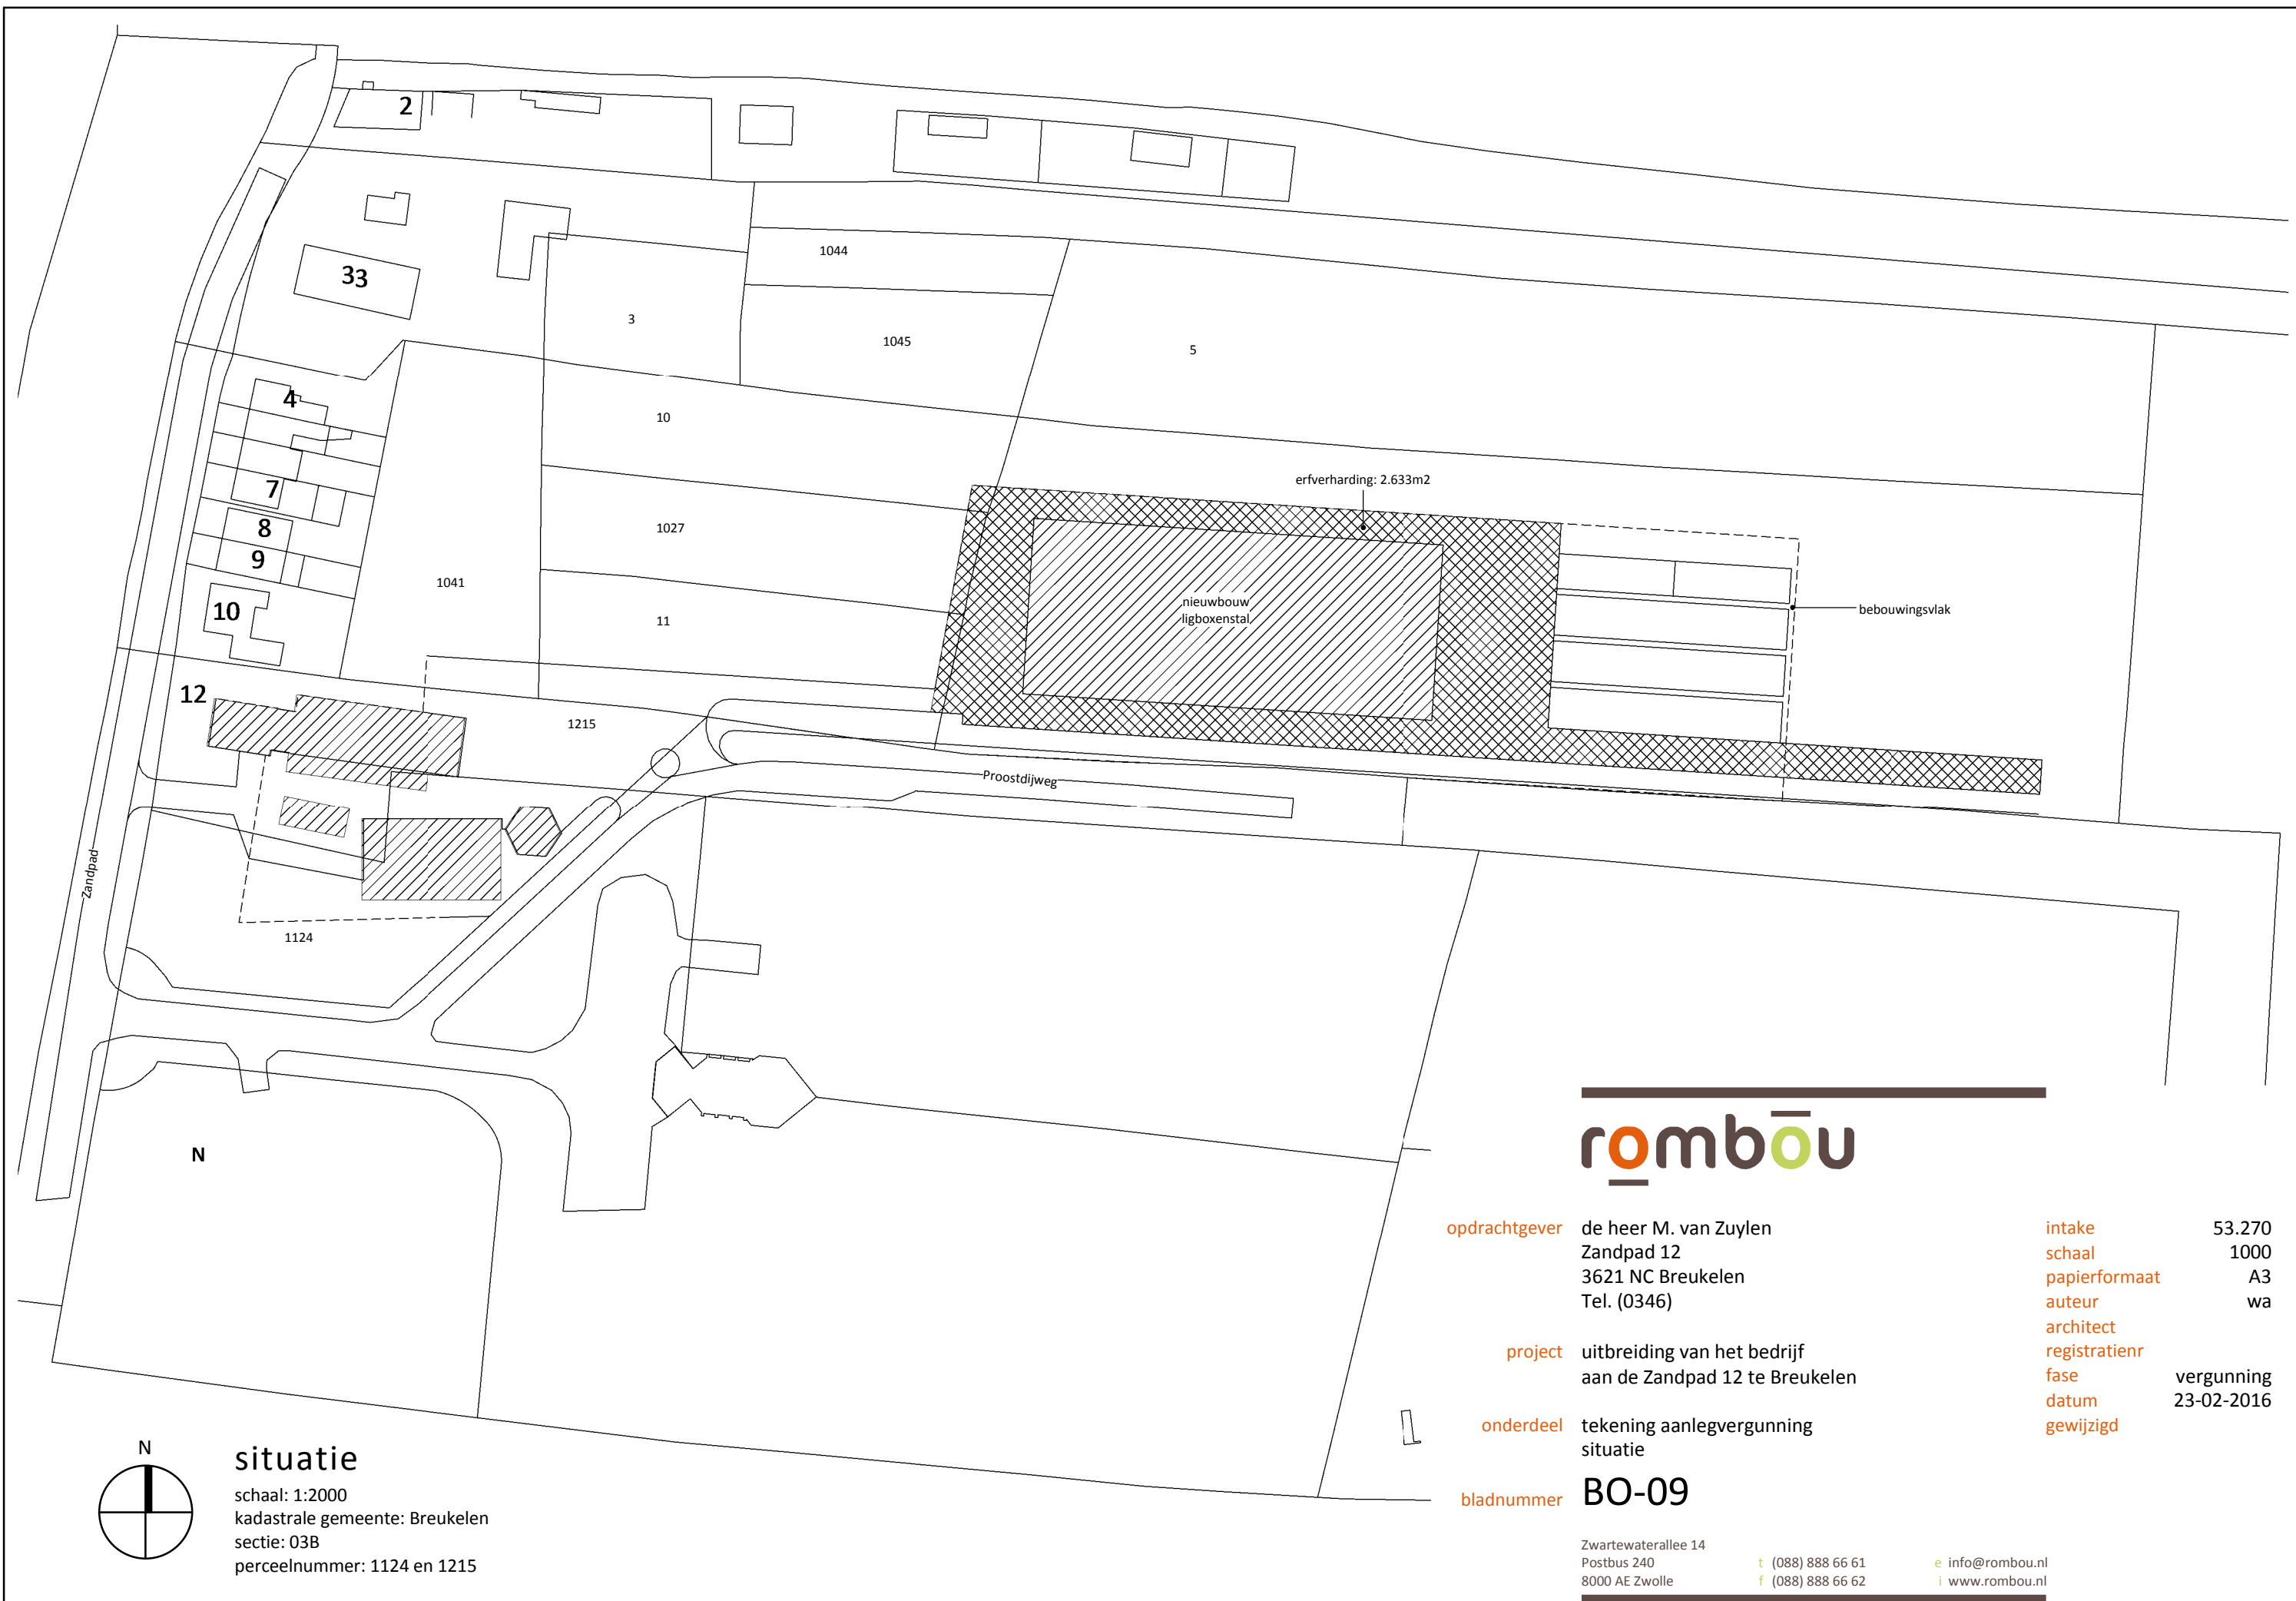 2
33
1044
3
1045
5
4
10
erfverharding: 2.633m2
7
8
1027
9
1041
nieuwbouw
ligboxenstal
bebouwingsvlak
10
11
12
1215
Proostdijweg
Zandpad
1124
N
rombou
opdrachtgever de heer M. van Zuylen
Zandpad 12
3621 NC Breukelen
Tel. (0346)
project uitbreiding van het bedrijf
aan de Zandpad 12 te Breukelen
onderdeel tekening aanlegvergunning
situatie
bladnummer BO-09
intake 53.270
schaal 1000
papierformaat A3
auteur wa
architect
registratienr
fase vergunning
datum 23-02-2016
gewijzigd
N
situatie
schaal: 1:2000
kadastrale gemeente: Breukelen
sectie: 03B
perceelnummer: 1124 en 1215
Zwartewaterallee 14
Postbus 240 t (088) 888 66 61 e info@rombou.nl
8000 AE Zwolle f (088) 888 66 62 i www.rombou.nl